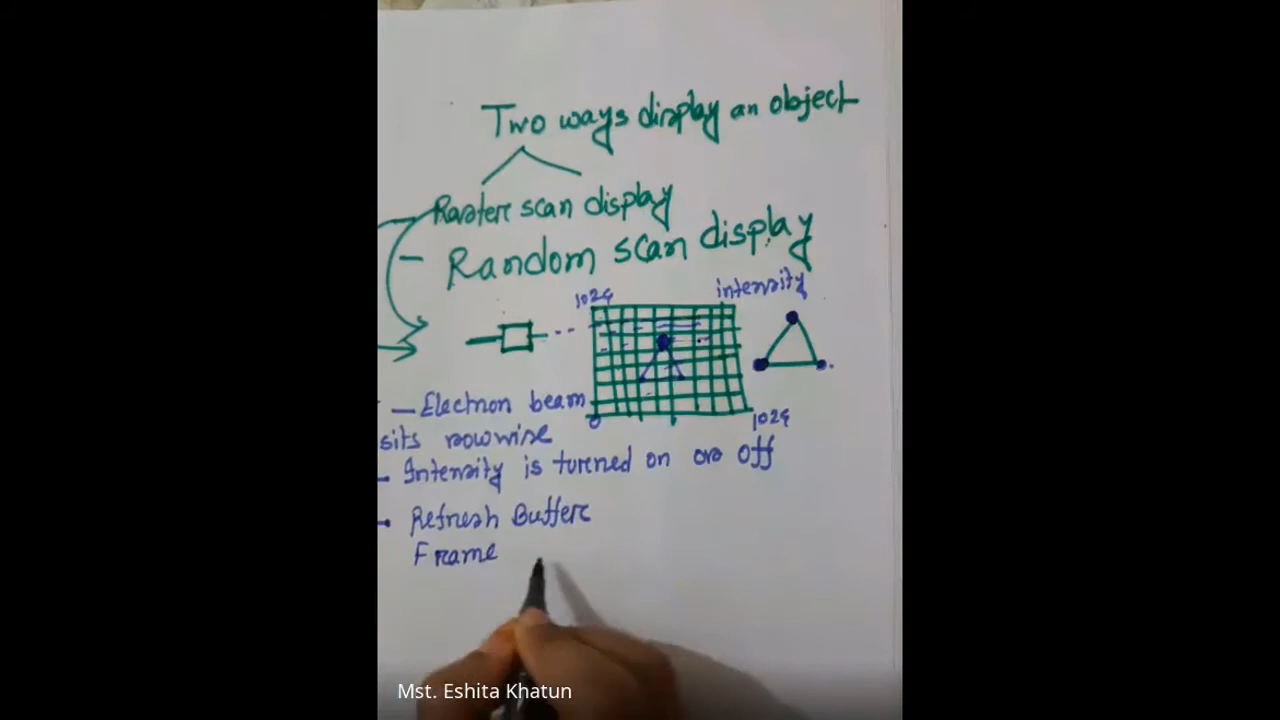 Two ways display an object
Raster scan display
- Random scan display
1024
intensity
0
1024
- Electron beam
sits rowwise
- Intensity is turned on or off
Refresh Buffer
Frame
Mst. Eshita Khatun